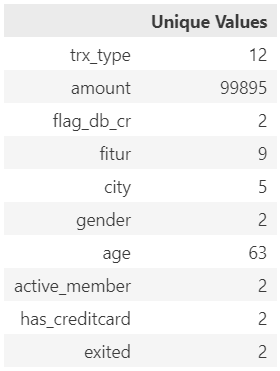 Unique Values
trx_type 12
amount 99895
flag_db_cr 2
fitur 9
city 5
gender 2
age 63
active_member 2
has_creditcard 2
exited 2